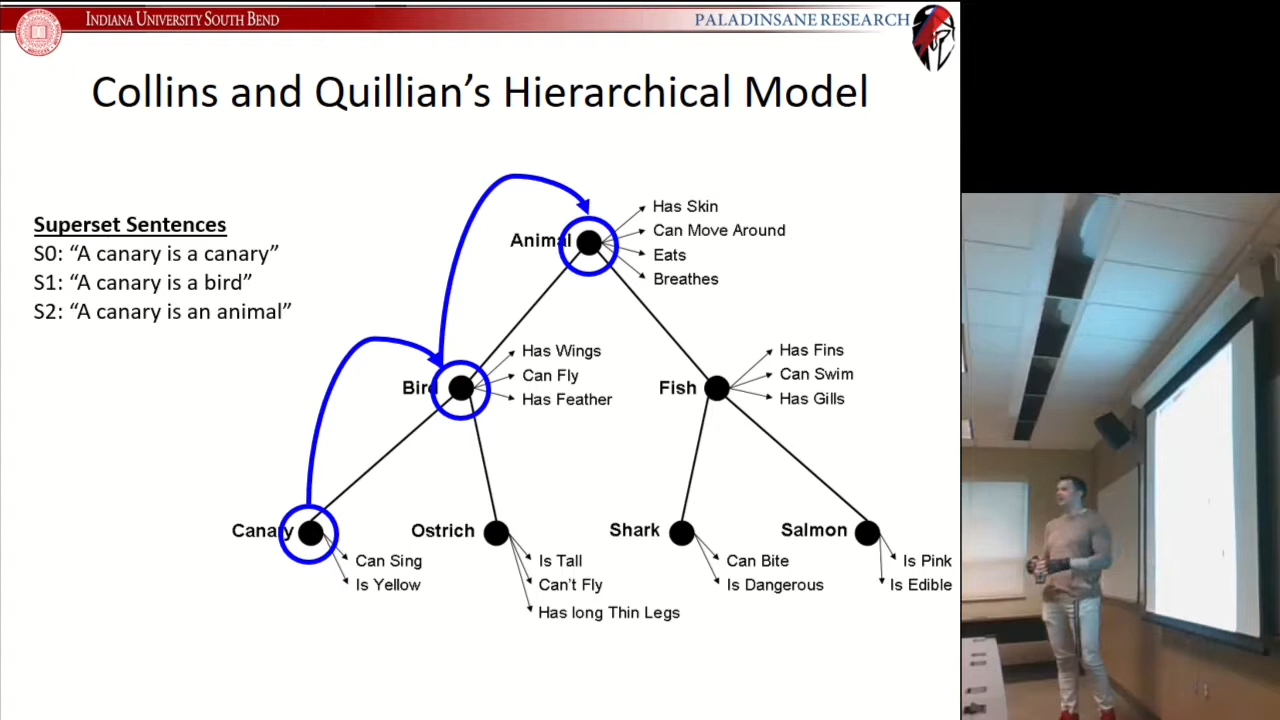 INDIANA UNIVERSITY SOUTH BEND
PALADINSANE RESEARCH
Collins and Quillian's Hierarchical Model
Superset Sentences
S0: “A canary is a canary”
S1: “A canary is a bird”
S2: “A canary is an animal”
Animal
Has Skin
Can Move Around
Eats
Breathes
Bird
Has Wings
Can Fly
Has Feather
Fish
Has Fins
Can Swim
Has Gills
Canary
Can Sing
Is Yellow
Ostrich
Is Tall
Can't Fly
Has long Thin Legs
Shark
Can Bite
Is Dangerous
Salmon
Is Pink
Is Edible